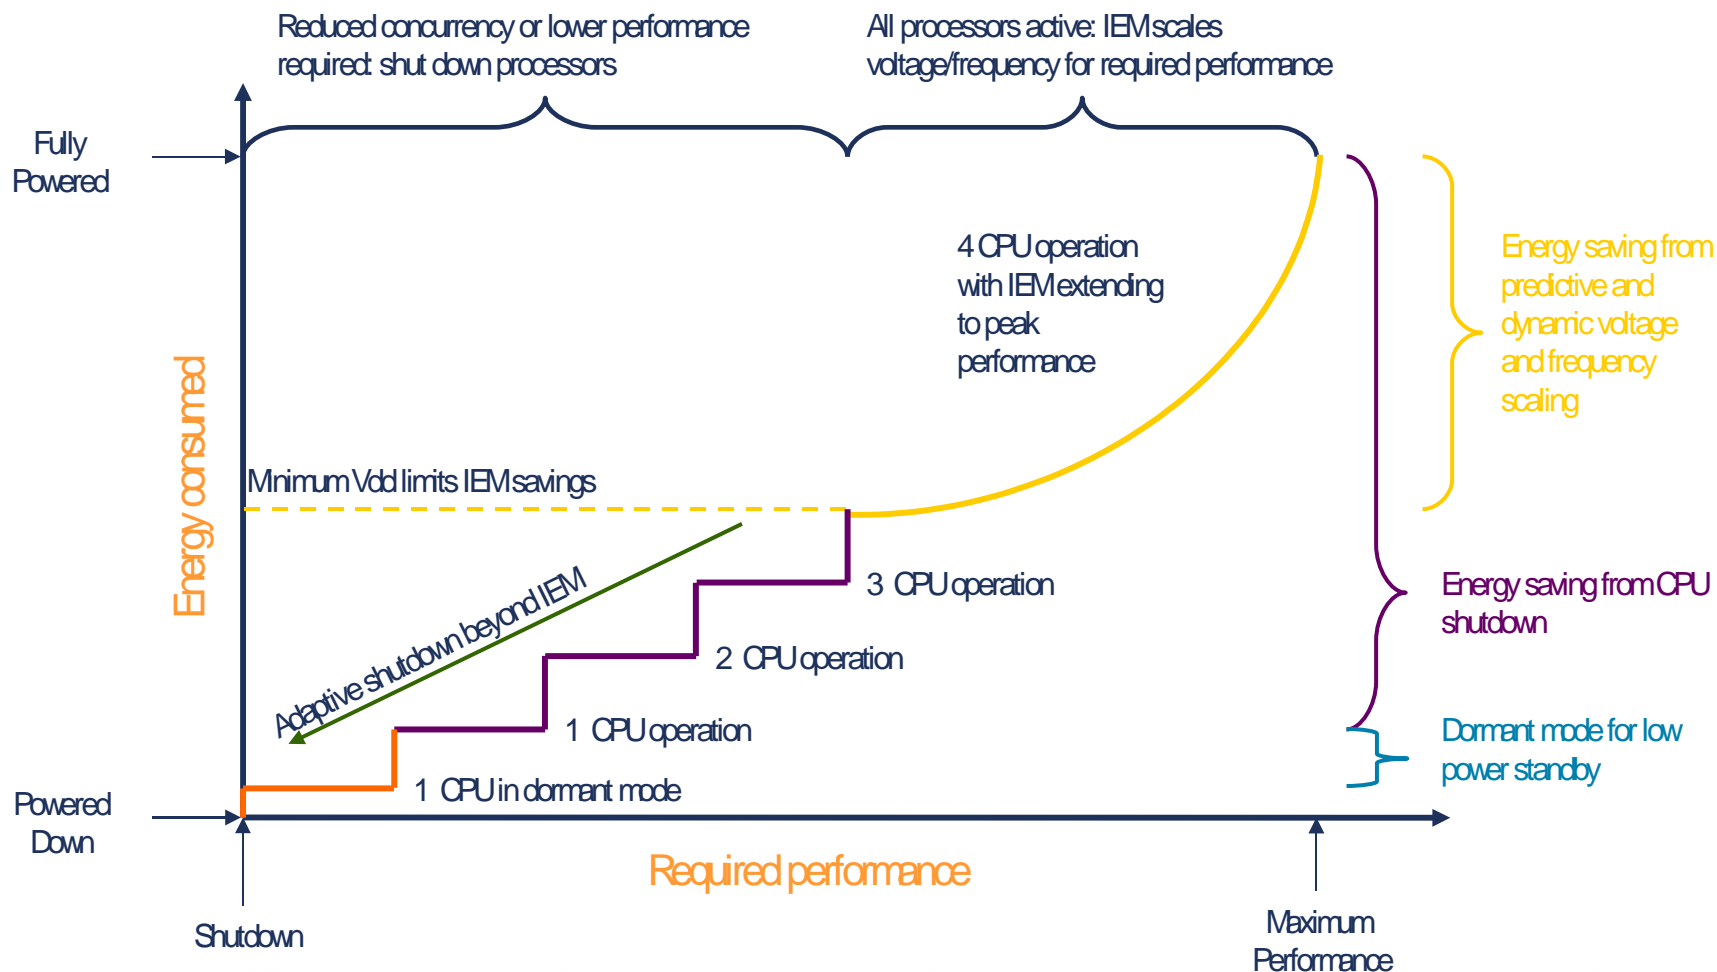 Reduced concurrency or lower performance
required: shut down processors
All processors active: IEM scales
voltage/frequency for required performance
Fully
Powered
4 CPU operation
with IEM extending
to peak
performance
Energy saving from
predictive and
dynamic voltage
and frequency
scaling
Energy consumed
Minimum Vdd limits IEM savings
Adaptive shutdown beyond IEM
3 CPU operation
Energy saving from CPU
shutdown
2 CPU operation
1 CPU operation
Dormant mode for low
power standby
1 CPU in dormant mode
Powered
Down
Required performance
Shutdown
Maximum
Performance